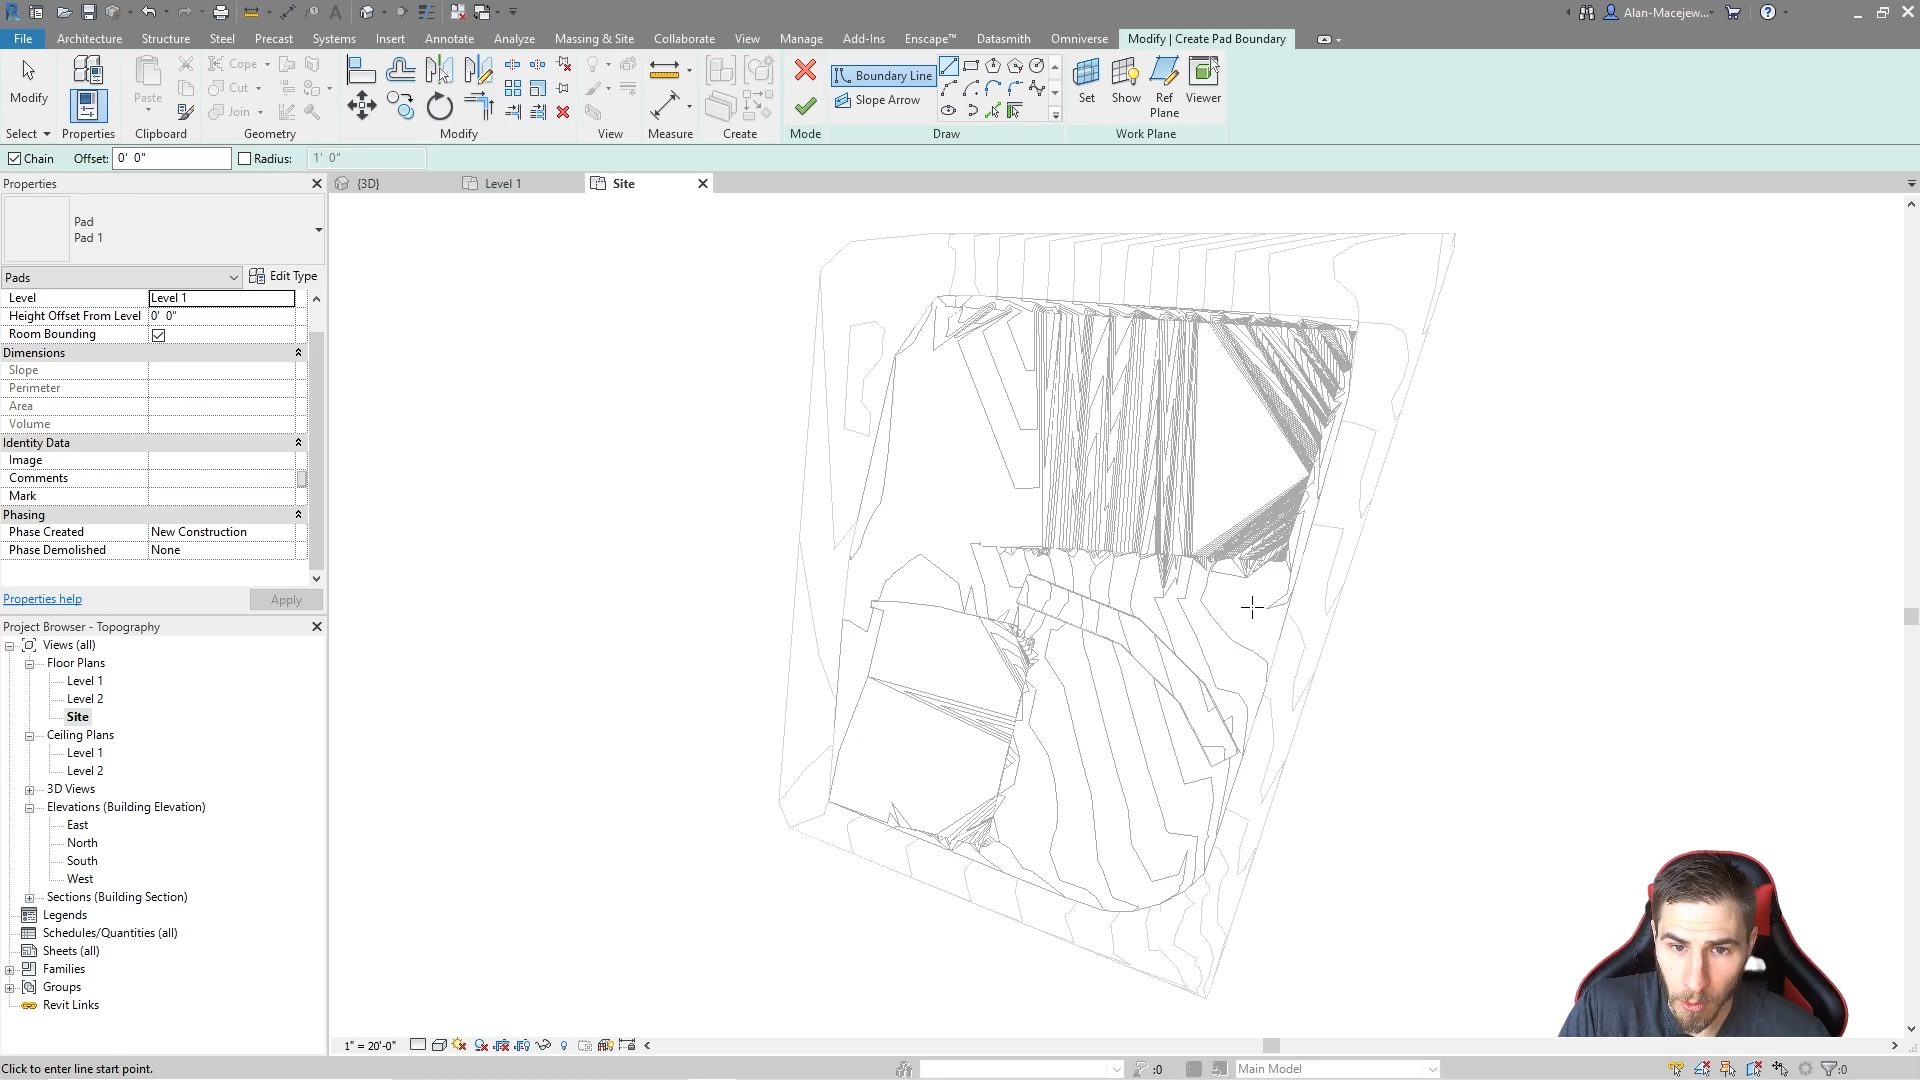 Alan-Macejew...
File Architecture Structure Steel Precast Systems Insert Annotate Analyze Massing & Site Collaborate View Manage Add-Ins Enscape™ Datasmith Omniverse Modify | Create Pad Boundary
Modify
Paste
Cope
Cut
Join
Boundary Line
Slope Arrow
Set Show Ref Plane Viewer
Select Properties Clipboard Geometry Modify View Measure Create Mode Draw Work Plane
Chain Offset: 0' 0" Radius: 1' 0"
Properties
{3D} Level 1 Site
Pad
Pad 1
Pads Edit Type
Level Level 1
Height Offset From Level 0' 0"
Room Bounding
Dimensions
Slope
Perimeter
Area
Volume
Identity Data
Image
Comments
Mark
Phasing
Phase Created New Construction
Phase Demolished None
Properties help Apply
Project Browser - Topography
Views (all)
Floor Plans
Level 1
Level 2
Site
Ceiling Plans
Level 1
Level 2
3D Views
Elevations (Building Elevation)
East
North
South
West
Sections (Building Section)
Legends
Schedules/Quantities (all)
Sheets (all)
Families
Groups
Revit Links
1" = 20'-0"
Click to enter line start point. :0 Main Model :0